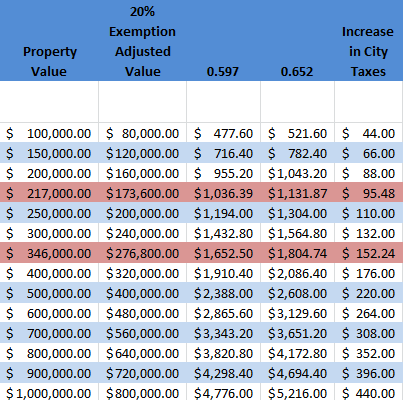 20%
Exemption Increase
Property Adjusted in City
Value Value 0.597 0.652 Taxes
$ 100,000.00 $ 80,000.00 $ 477.60 $ 521.60 $ 44.00
$ 150,000.00 $120,000.00 $ 716.40 $ 782.40 $ 66.00
$ 200,000.00 $160,000.00 $ 955.20 $1,043.20 $ 88.00
$ 217,000.00 $173,600.00 $1,036.39 $1,131.87 $ 95.48
$ 250,000.00 $200,000.00 $1,194.00 $1,304.00 $ 110.00
$ 300,000.00 $240,000.00 $1,432.80 $1,564.80 $ 132.00
$ 346,000.00 $276,800.00 $1,652.50 $1,804.74 $ 152.24
$ 400,000.00 $320,000.00 $1,910.40 $2,086.40 $ 176.00
$ 500,000.00 $400,000.00 $2,388.00 $2,608.00 $ 220.00
$ 600,000.00 $480,000.00 $2,865.60 $3,129.60 $ 264.00
$ 700,000.00 $560,000.00 $3,343.20 $3,651.20 $ 308.00
$ 800,000.00 $640,000.00 $3,820.80 $4,172.80 $ 352.00
$ 900,000.00 $720,000.00 $4,298.40 $4,694.40 $ 396.00
$1,000,000.00 $800,000.00 $4,776.00 $5,216.00 $ 440.00